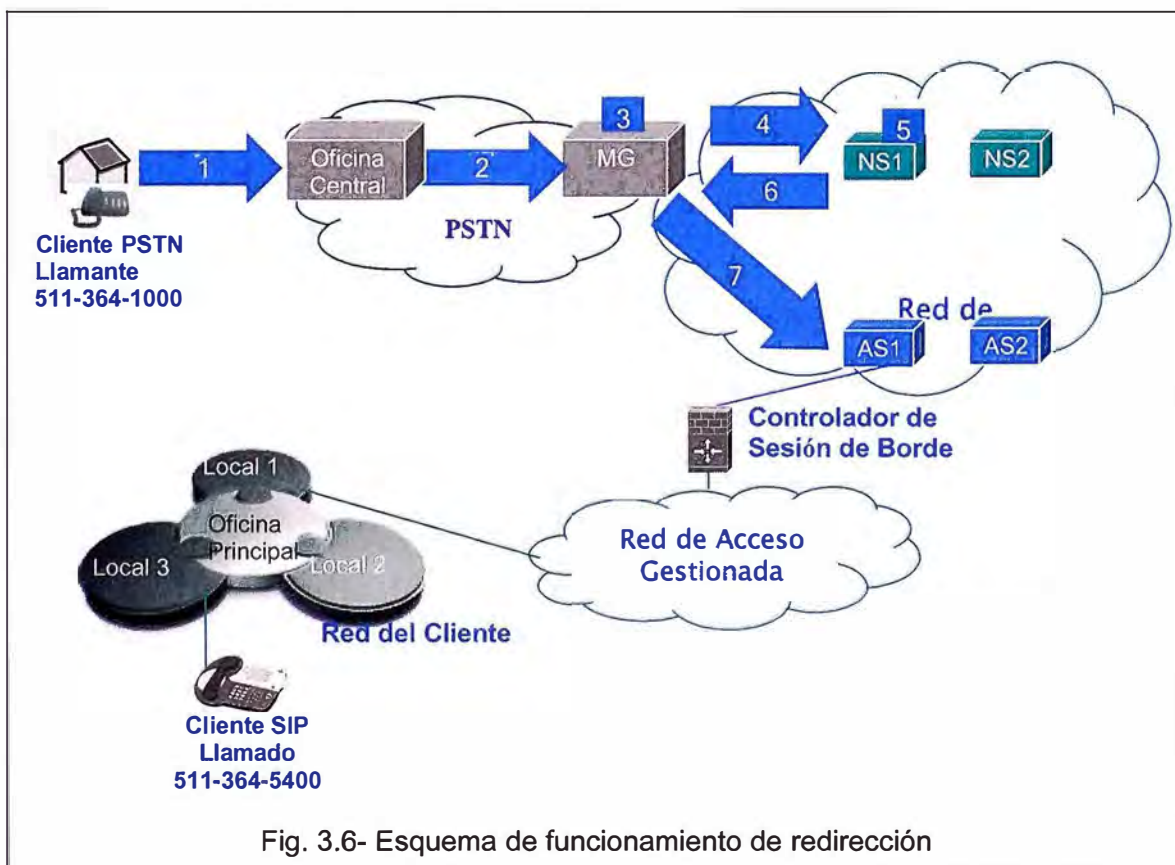 1
Oficina
Central
2
3
MG
4
5
NS1
NS2
6
PSTN
Cliente PSTN
Llamante
511-364-1000
7
Red de
AS1
AS2
Controlador de
Sesión de Borde
Local 1
Oficina
Principal
Local 3
Local 2
Red de Acceso
Gestionada
Red del Cliente
Cliente SIP
Llamado
511-364-5400
Fig. 3.6- Esquema de funcionamiento de redirección